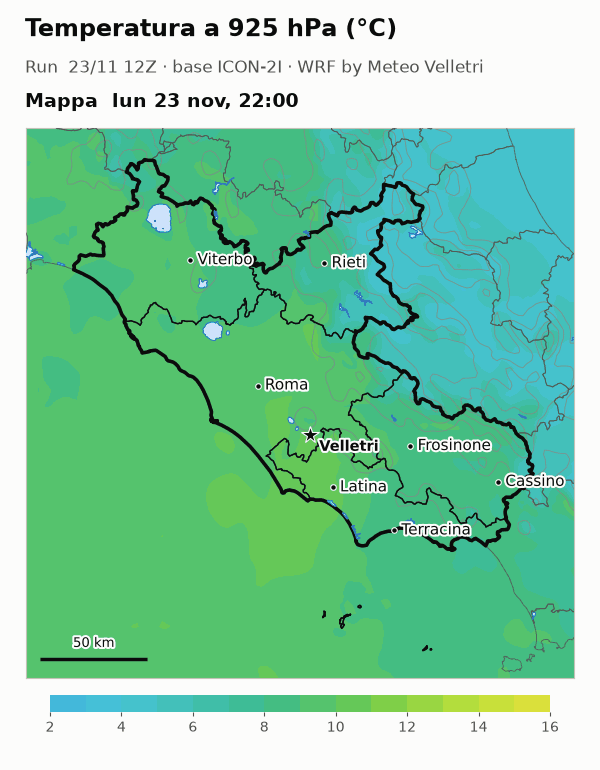 Temperatura a 925 hPa (°C)
Run  23/11 12Z · base ICON-2I · WRF by Meteo Velletri
Mappa  lun 23 nov, 22:00
Viterbo
Rieti
Roma
Velletri
Frosinone
Latina
Cassino
Terracina
50 km
2 4 6 8 10 12 14 16